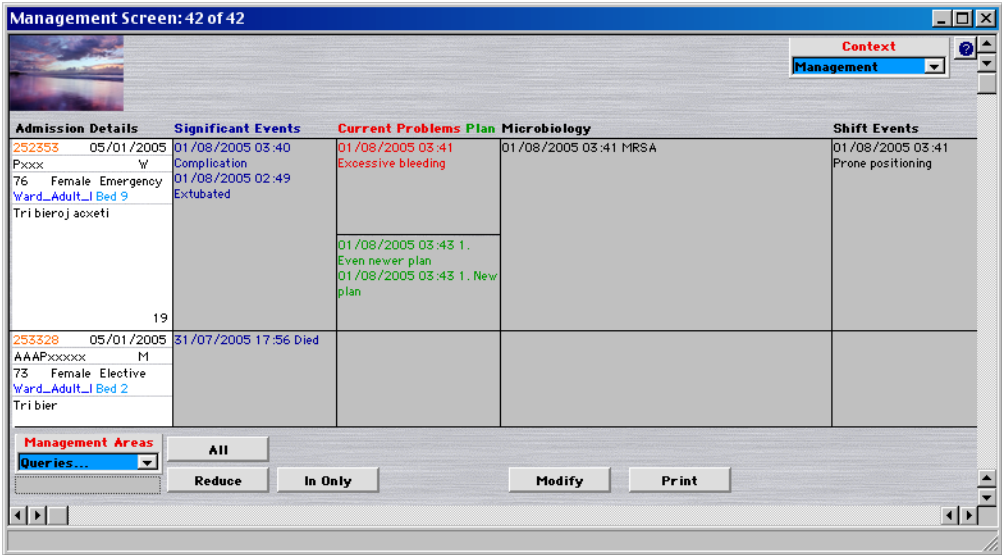 Management Screen: 42 of 42
Context
Management
?
Admission Details Significant Events Current Problems Plan Microbiology Shift Events
252353 05/01/2005
Pxxx W
76 Female Emergency
Ward_Adult_I Bed 9
Tri bieroj acxeti
19
01/08/2005 03:40
Complication
01/08/2005 02:49
Extubated
01/08/2005 03:41
Excessive bleeding
01/08/2005 03:43 1.
Even newer plan
01/08/2005 03:43 1. New
plan
01/08/2005 03:41 MRSA
01/08/2005 03:41
Prone positioning
253328 05/01/2005
AAAPxxxxx M
73 Female Elective
Ward_Adult_I Bed 2
Tri bier
31/07/2005 17:56 Died
Management Areas
Queries...
All
Reduce
In Only
Modify
Print